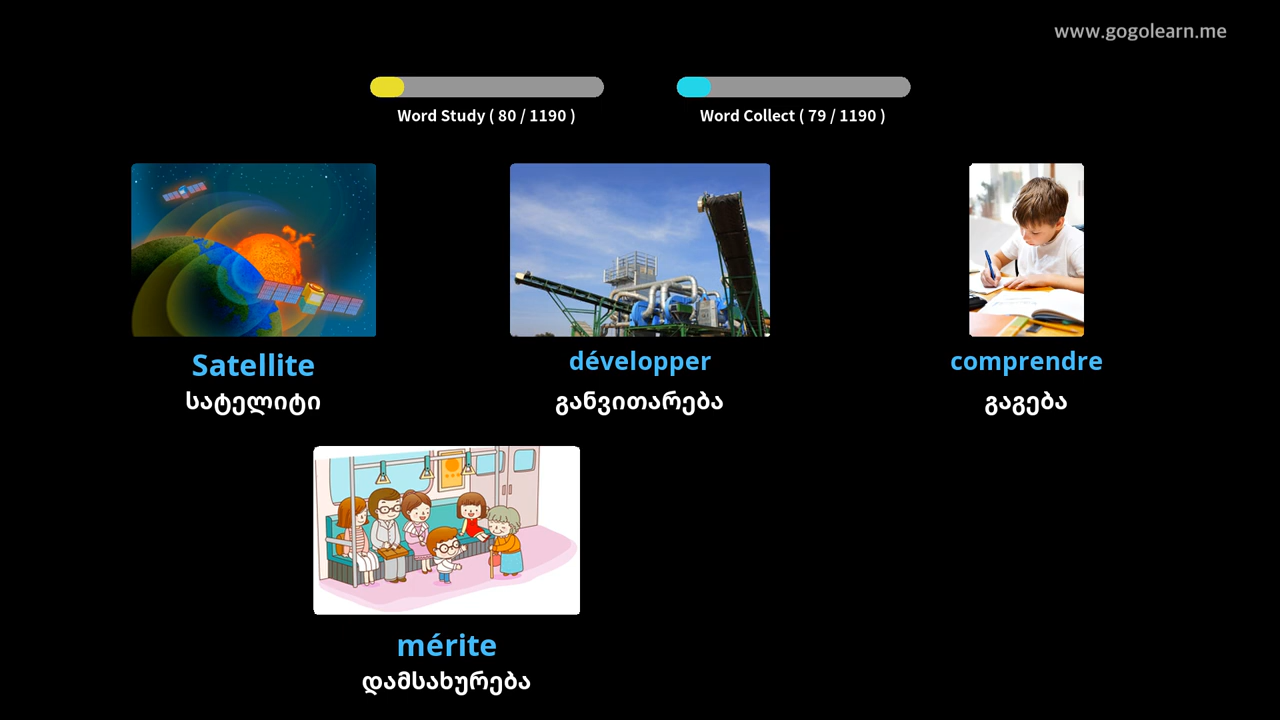 www.gogolearn.me
Word Study ( 80 / 1190 )
Word Collect ( 79 / 1190 )
Satellite
სატელიტი
développer
განვითარება
comprendre
გაგება
mérite
დამსახურება